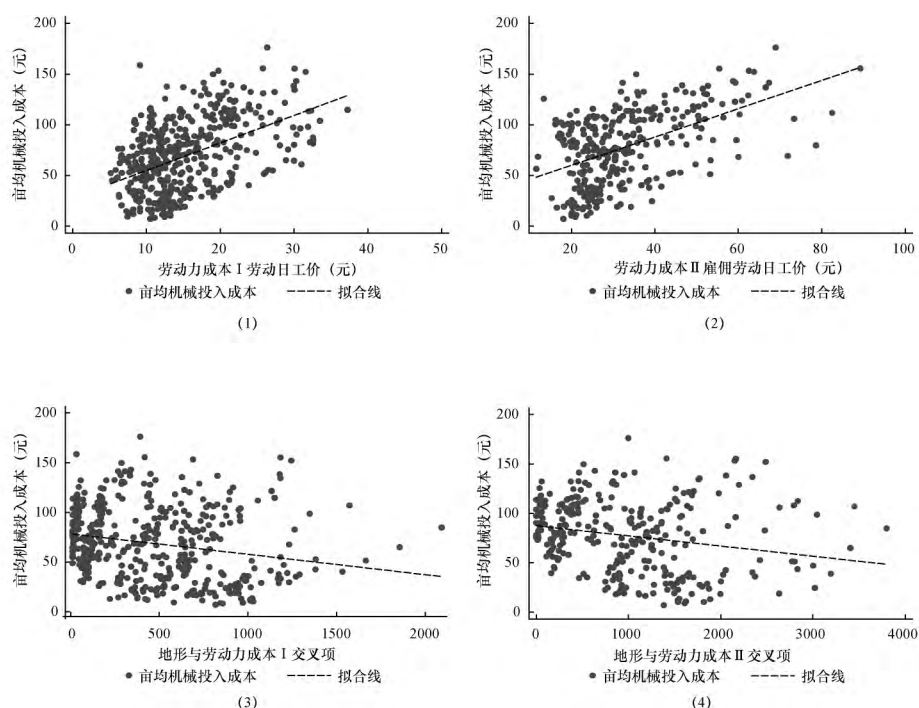 亩均机械投入成本（元）
200
150
100
50
0
0 10 20 30 40 50
劳动力成本Ⅰ劳动日工价（元）
● 亩均机械投入成本 ----- 拟合线
(1)
亩均机械投入成本（元）
200
150
100
50
0
20 40 60 80 100
劳动力成本Ⅱ雇佣劳动日工价（元）
● 亩均机械投入成本 ----- 拟合线
(2)
亩均机械投入成本（元）
200
150
100
50
0
0 500 1000 1500 2000
地形与劳动力成本Ⅰ交叉项
● 亩均机械投入成本 ----- 拟合线
(3)
亩均机械投入成本（元）
200
150
100
50
0
0 1000 2000 3000 4000
地形与劳动力成本Ⅱ交叉项
● 亩均机械投入成本 ----- 拟合线
(4)